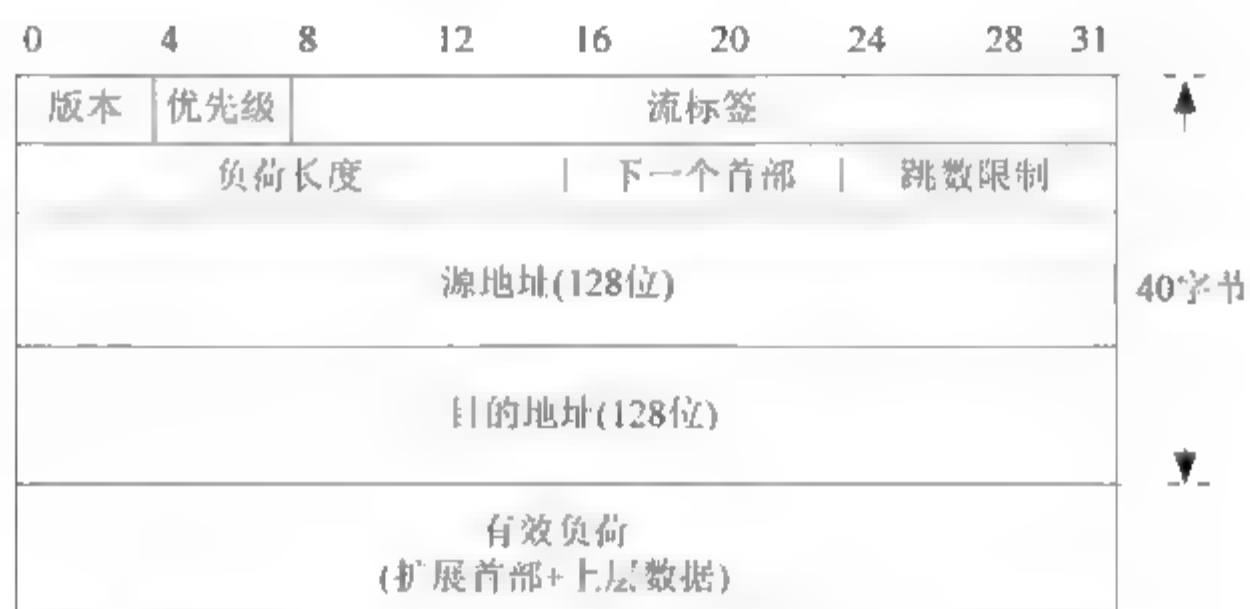 0 4 8 12 16 20 24 28 31
版本 优先级 流标签
负荷长度 下一个首部 跳数限制
源地址(128位)
40字节
目的地址(128位)
有效负荷
(扩展首部+上层数据)